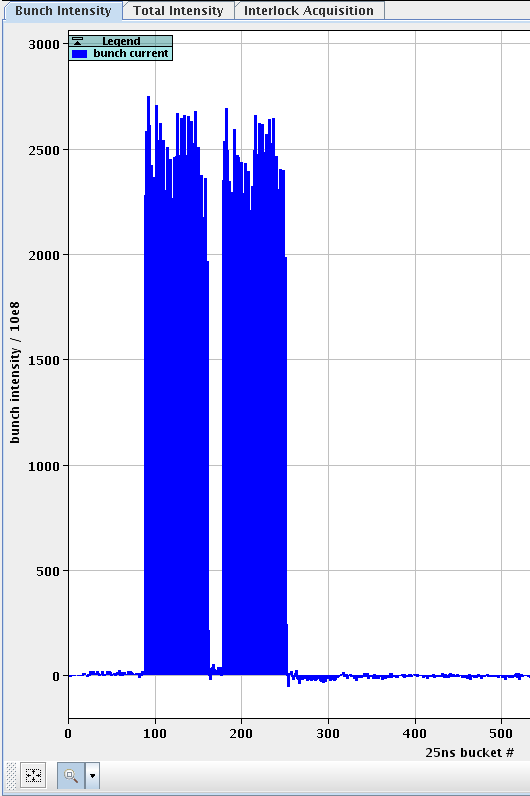 Bunch Intensity Total Intensity Interlock Acquisition
Legend
bunch current
3000
2500
2000
1500
1000
500
0
bunch intensity / 10e8
0 100 200 300 400 500
25ns bucket #